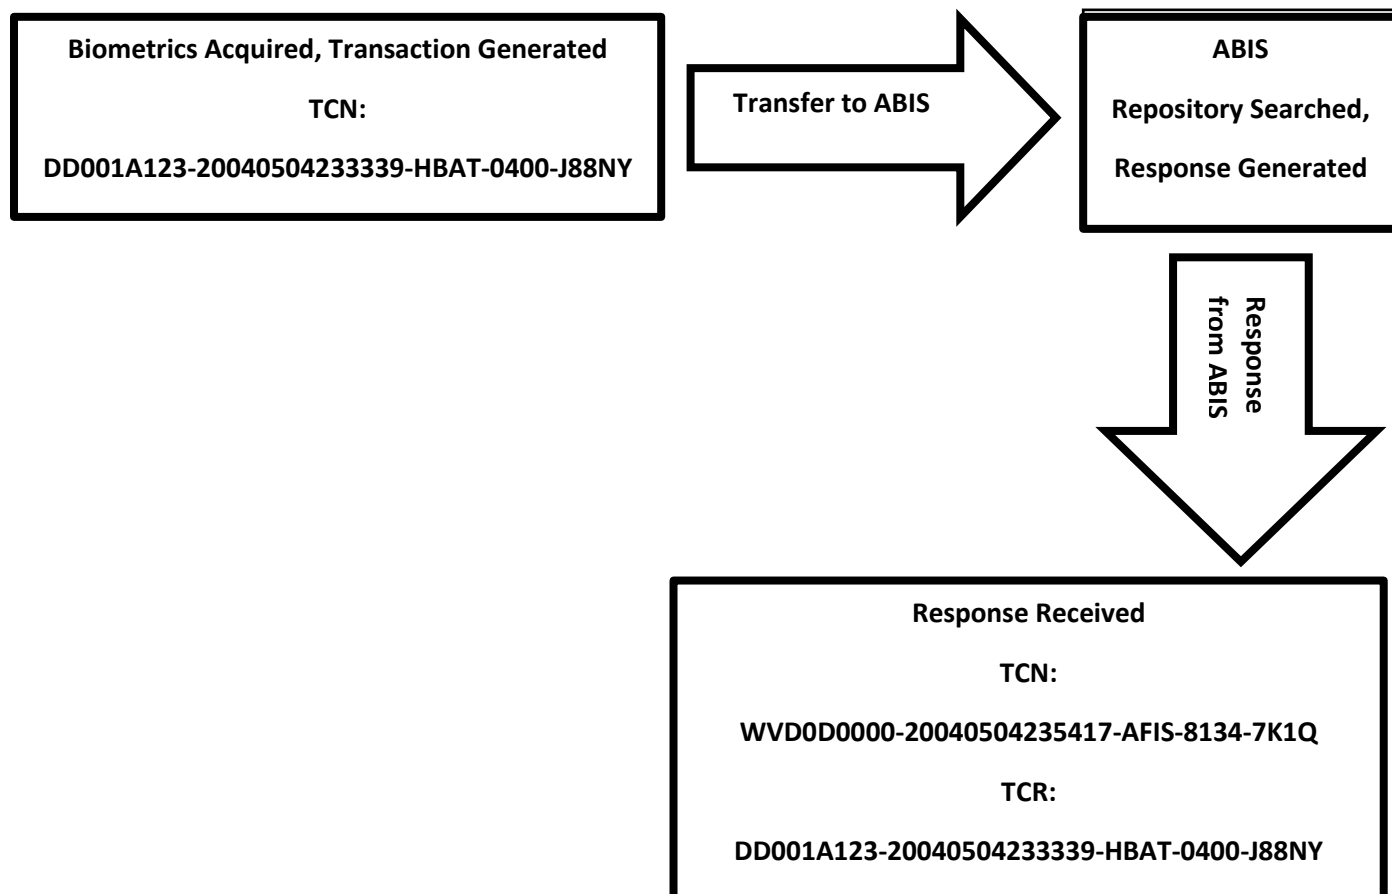 Biometrics Acquired, Transaction Generated
TCN:
DD001A123-20040504233339-HBAT-0400-J88NY
Transfer to ABIS
ABIS
Repository Searched,
Response Generated
Response
from ABIS
Response Received
TCN:
WVD0D0000-20040504235417-AFIS-8134-7K1Q
TCR:
DD001A123-20040504233339-HBAT-0400-J88NY